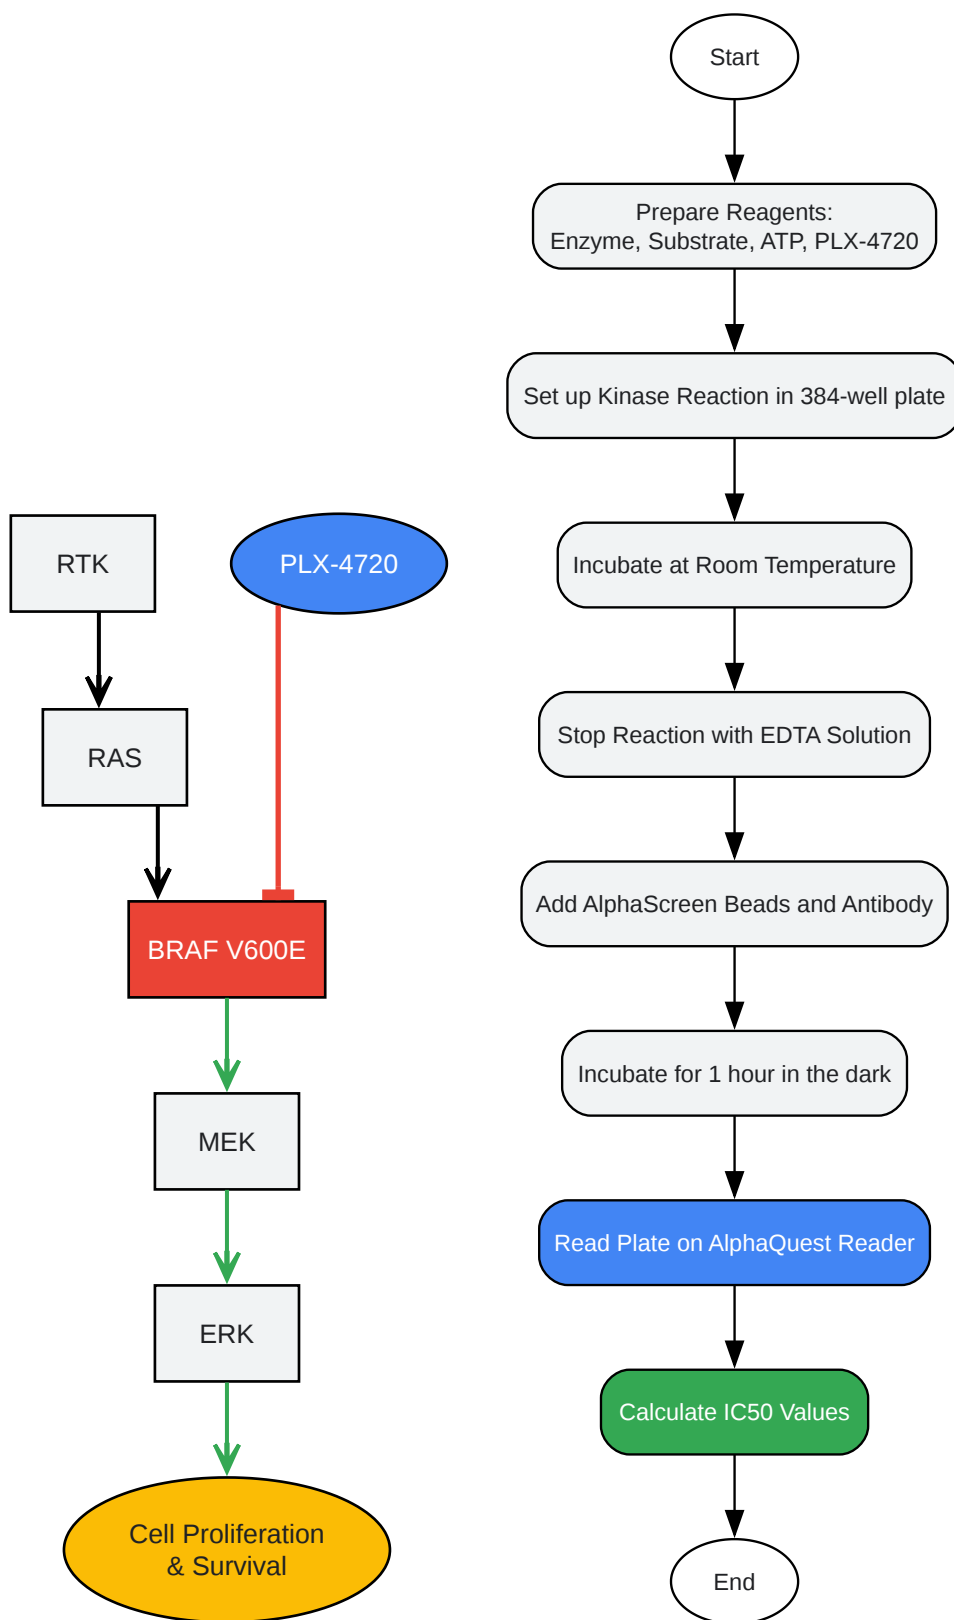 RTK
PLX-4720
RAS
BRAF V600E
MEK
ERK
Cell Proliferation
& Survival
Start
Prepare Reagents:
Enzyme, Substrate, ATP, PLX-4720
Set up Kinase Reaction in 384-well plate
Incubate at Room Temperature
Stop Reaction with EDTA Solution
Add AlphaScreen Beads and Antibody
Incubate for 1 hour in the dark
Read Plate on AlphaQuest Reader
Calculate IC50 Values
End